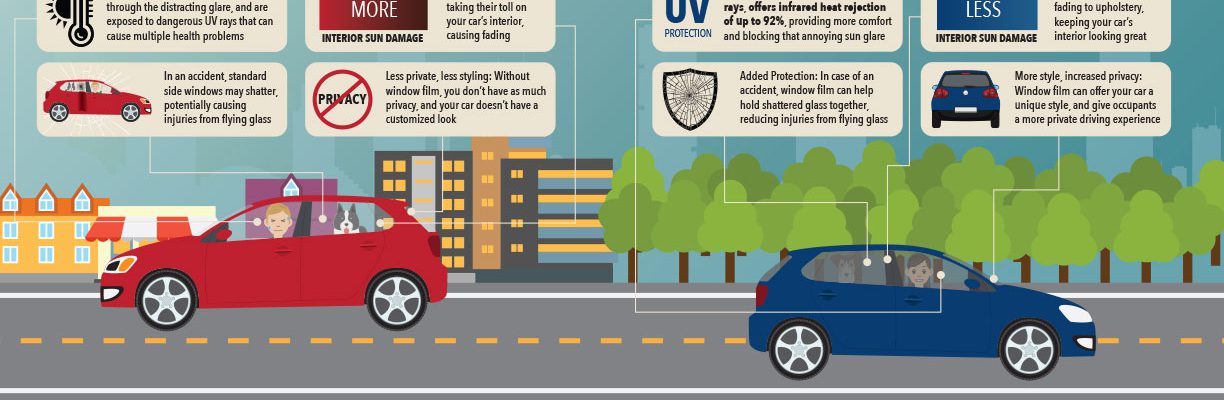 through the distracting glare, and are
exposed to dangerous UV rays that can
cause multiple health problems
MORE
INTERIOR SUN DAMAGE
taking their toll on
your car's interior,
causing fading
In an accident, standard
side windows may shatter,
potentially causing
injuries from flying glass
PRIVACY
Less private, less styling: Without
window film, you don't have as much
privacy, and your car doesn't have a
customized look
UV
PROTECTION
rays, offers infrared heat rejection
of up to 92%, providing more comfort
and blocking that annoying sun glare
LESS
INTERIOR SUN DAMAGE
fading to upholstery,
keeping your car's
interior looking great
Added Protection: In case of an
accident, window film can help
hold shattered glass together,
reducing injuries from flying glass
More style, increased privacy:
Window film can offer your car a
unique style, and give occupants
a more private driving experience